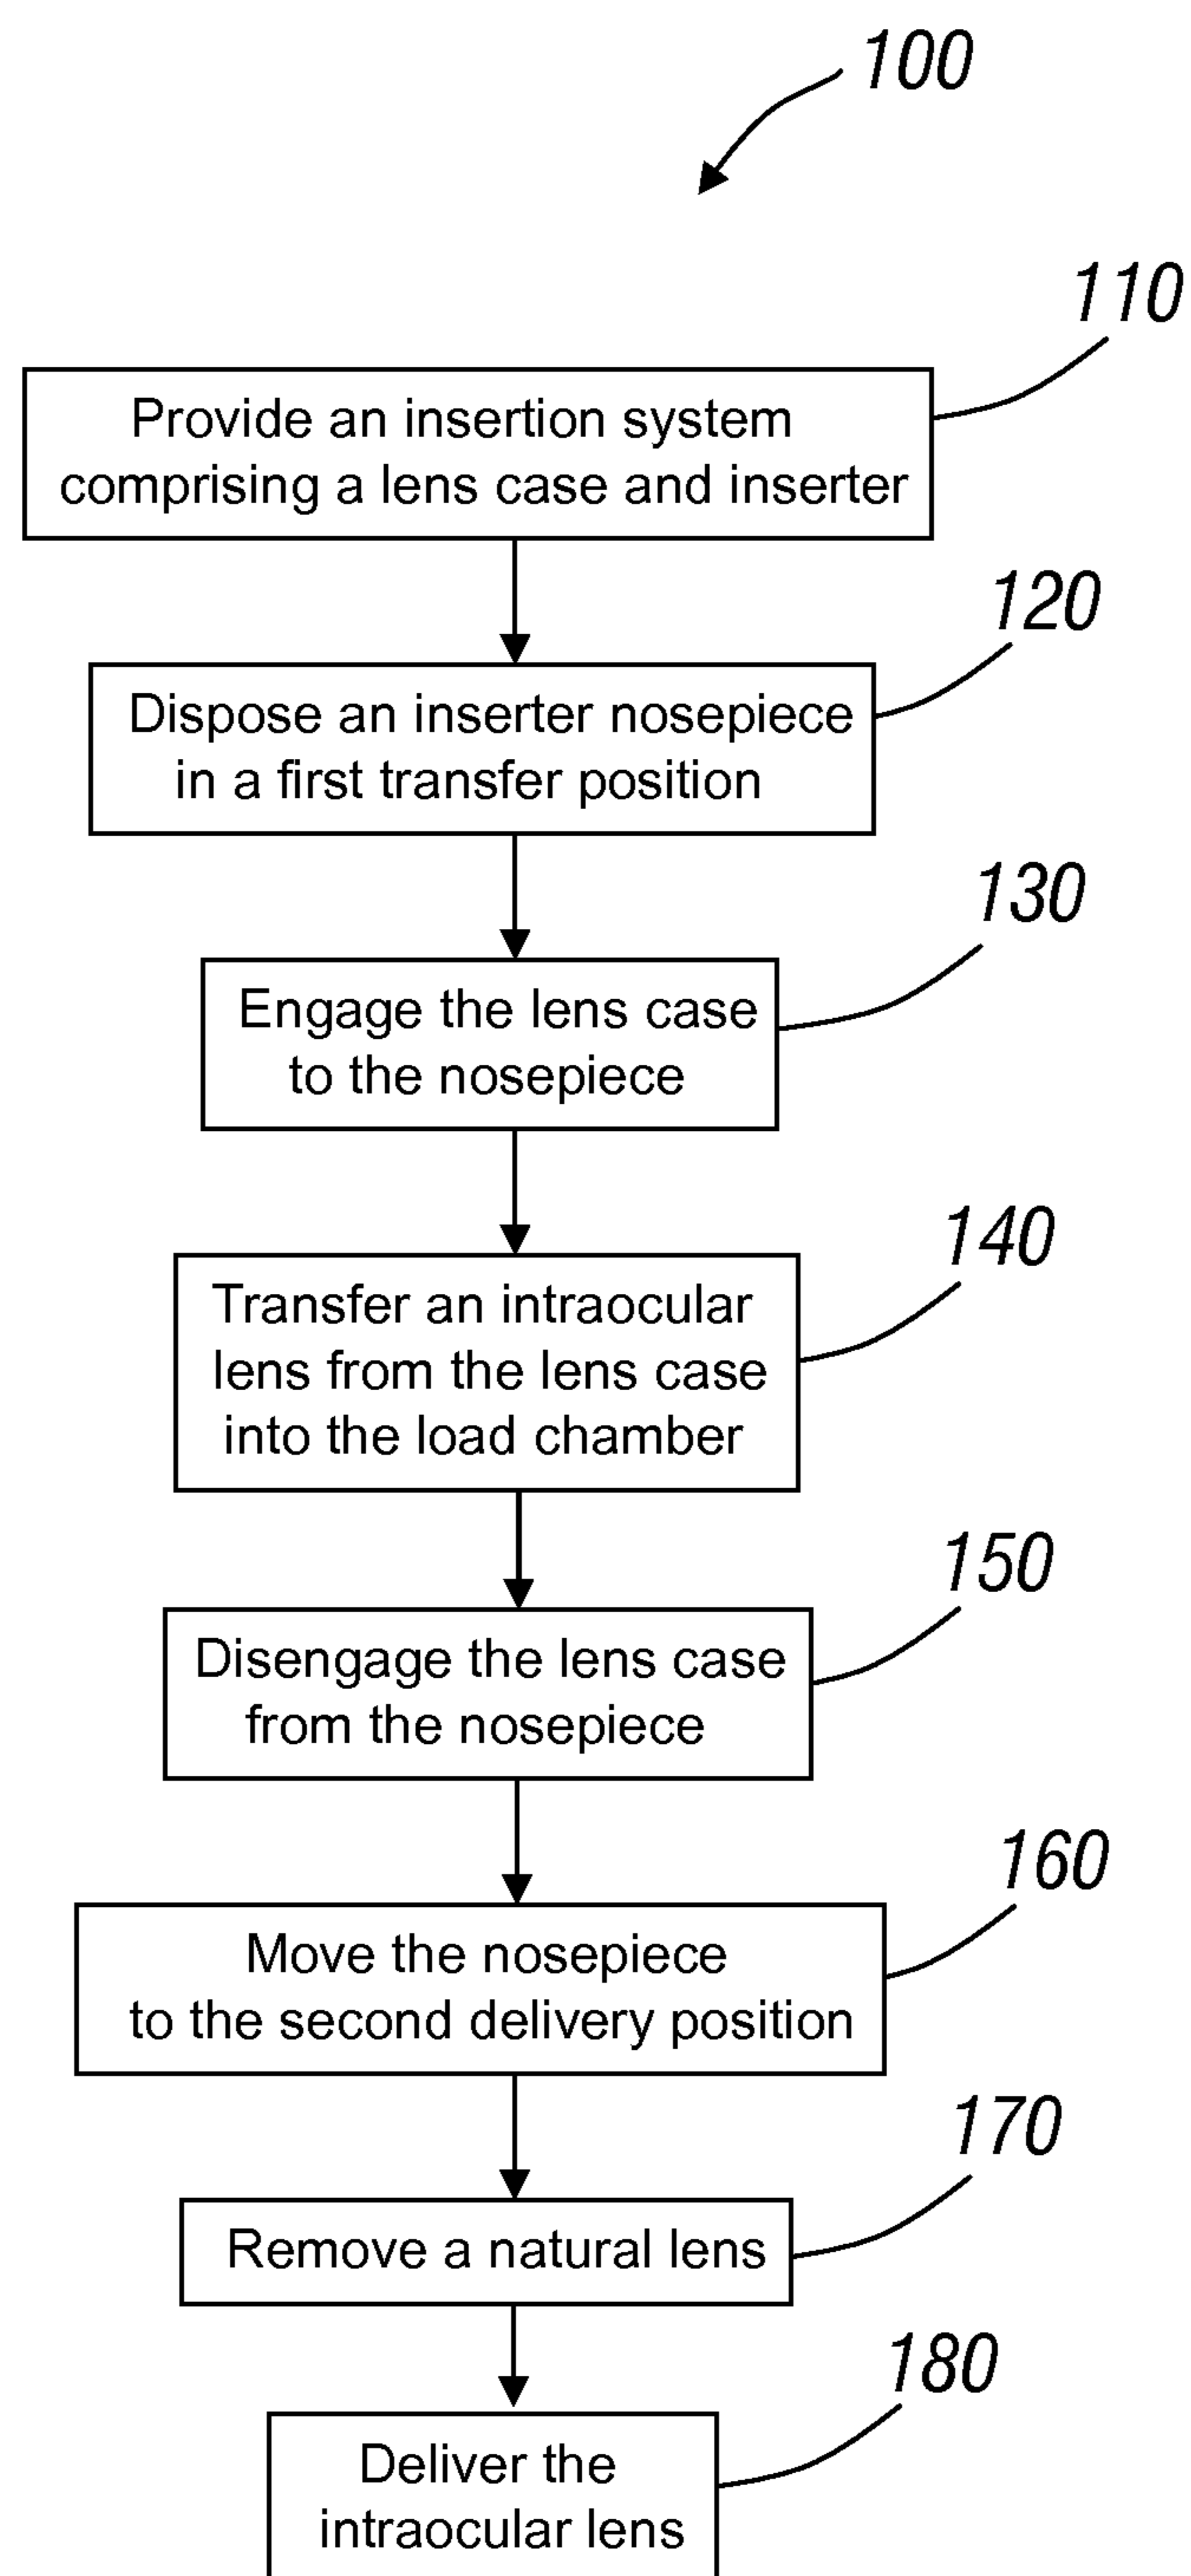 100
110
Provide an insertion system
comprising a lens case and inserter
120
Dispose an inserter nosepiece
in a first transfer position
130
Engage the lens case
to the nosepiece
140
Transfer an intraocular
lens from the lens case
into the load chamber
150
Disengage the lens case
from the nosepiece
160
Move the nosepiece
to the second delivery position
170
Remove a natural lens
180
Deliver the
intraocular lens